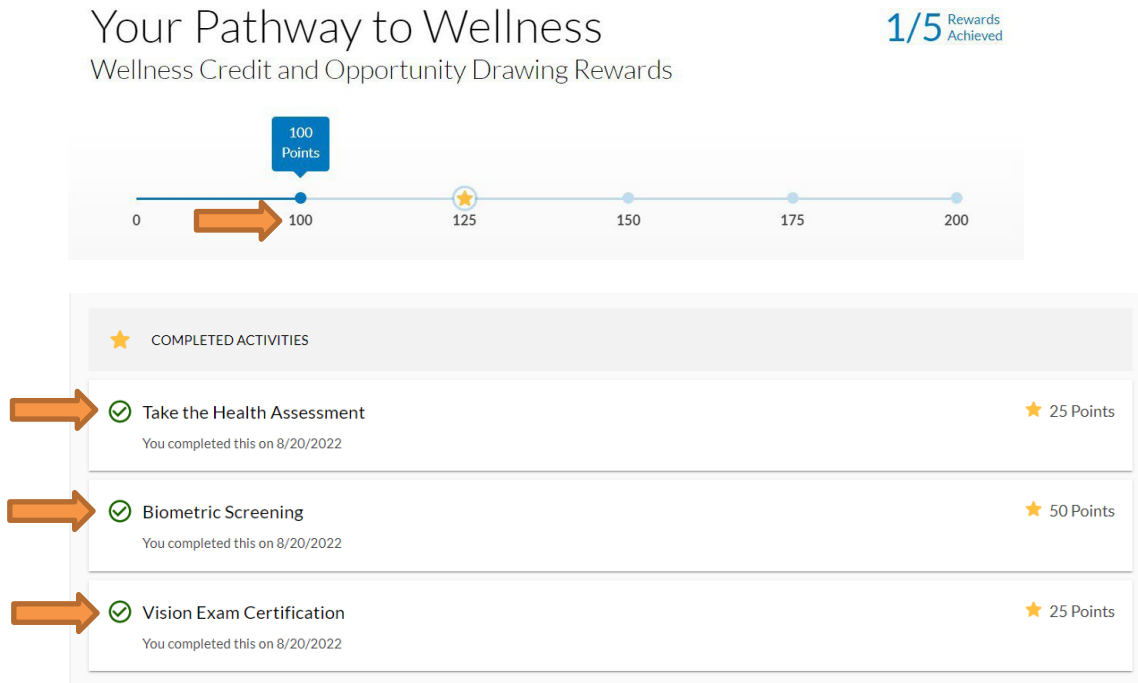 Your Pathway to Wellness
Wellness Credit and Opportunity Drawing Rewards
1/5 Rewards
Achieved
100
Points
0 100 125 150 175 200
COMPLETED ACTIVITIES
Take the Health Assessment 25 Points
You completed this on 8/20/2022
Biometric Screening 50 Points
You completed this on 8/20/2022
Vision Exam Certification 25 Points
You completed this on 8/20/2022